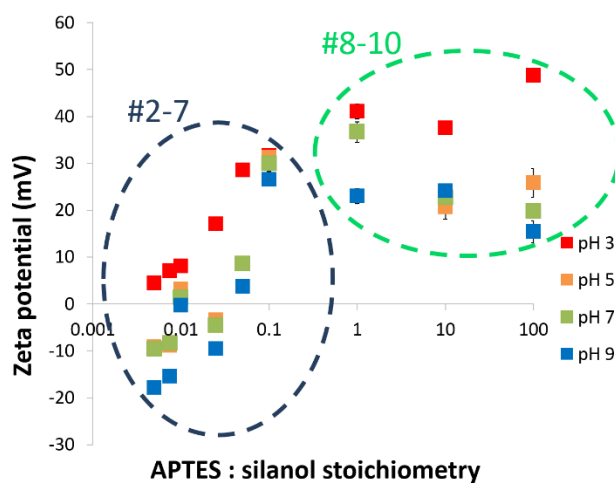 60
#8-10
50
#2-7
40
30
20
10
0
0.001 0.01 0.1 1 10 100
-10
-20
-30
Zeta potential (mV)
pH 3
pH 5
pH 7
pH 9
APTES : silanol stoichiometry